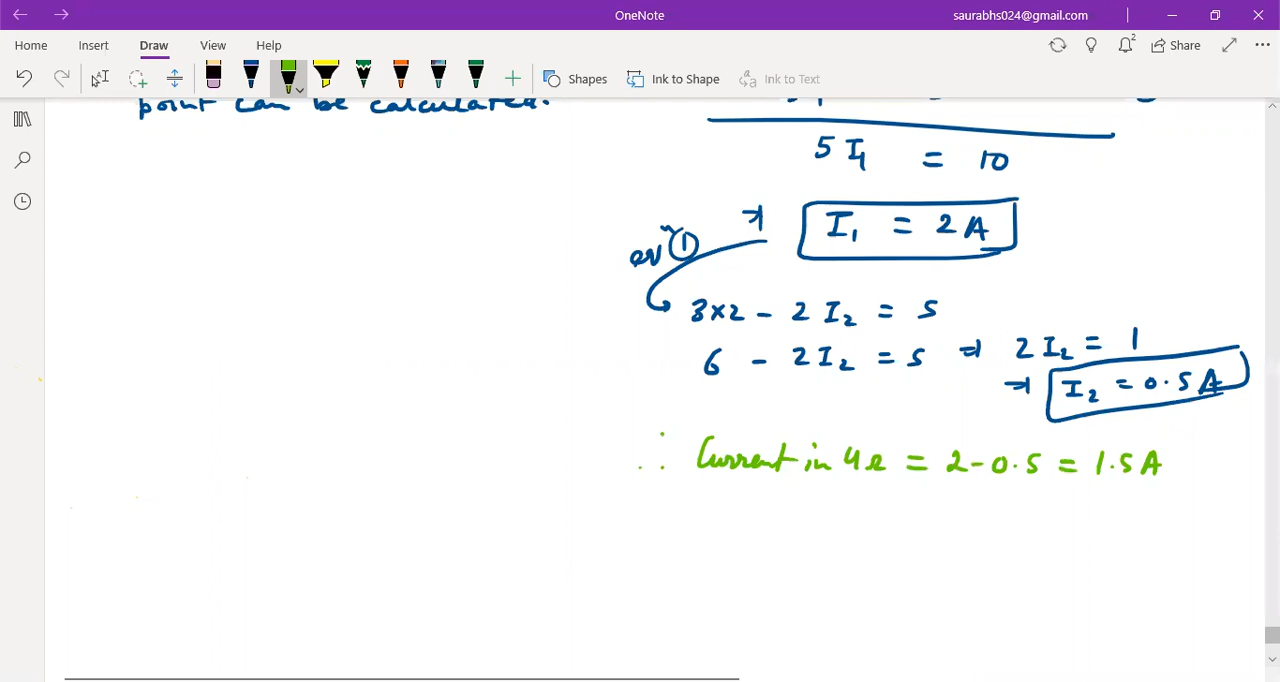 OneNote
saurabhs024@gmail.com
Home Insert Draw View Help
Share
Shapes
Ink to Shape
Ink to Text
point can be calculated.
5 I1 = 10
⇒ I1 = 2A
①
3×2 - 2 I2 = 5
6 - 2 I2 = 5 ⇒ 2 I2 = 1
⇒ I2 = 0.5 A
∴ Current in 4Ω = 2-0.5 = 1.5A